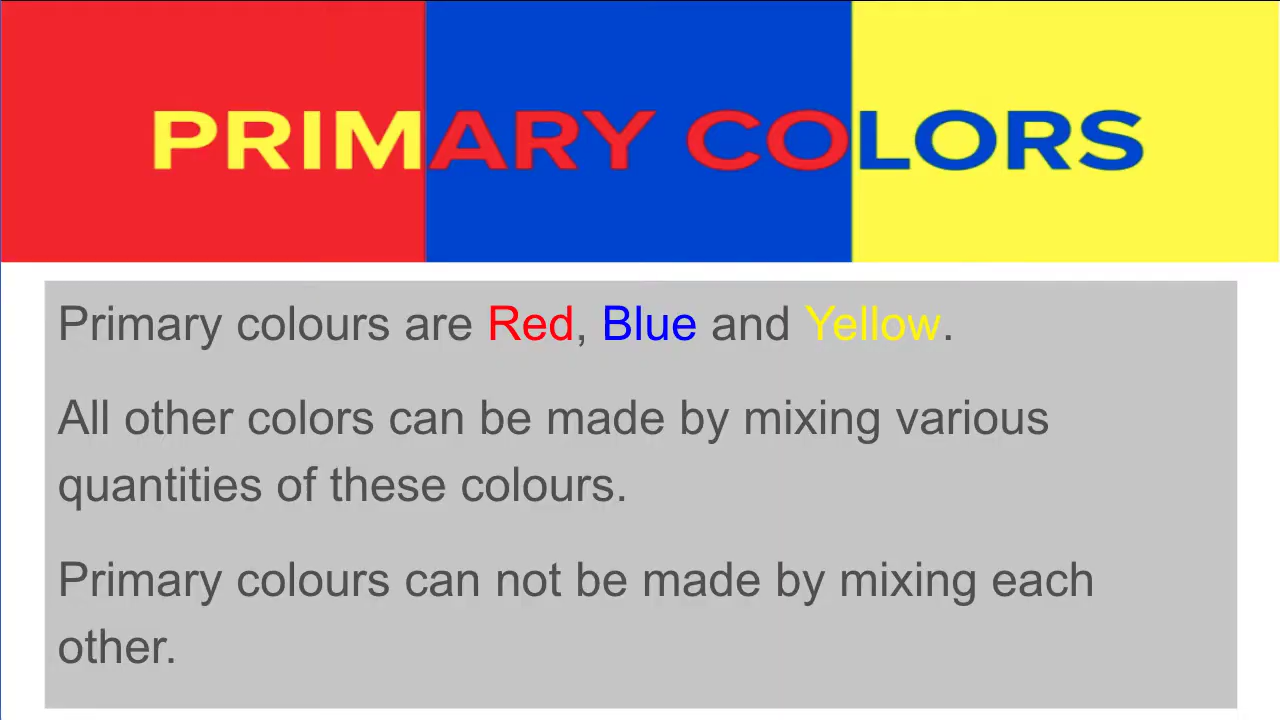 PRIMARY COLORS
Primary colours are Red, Blue and Yellow.
All other colors can be made by mixing various
quantities of these colours.
Primary colours can not be made by mixing each
other.